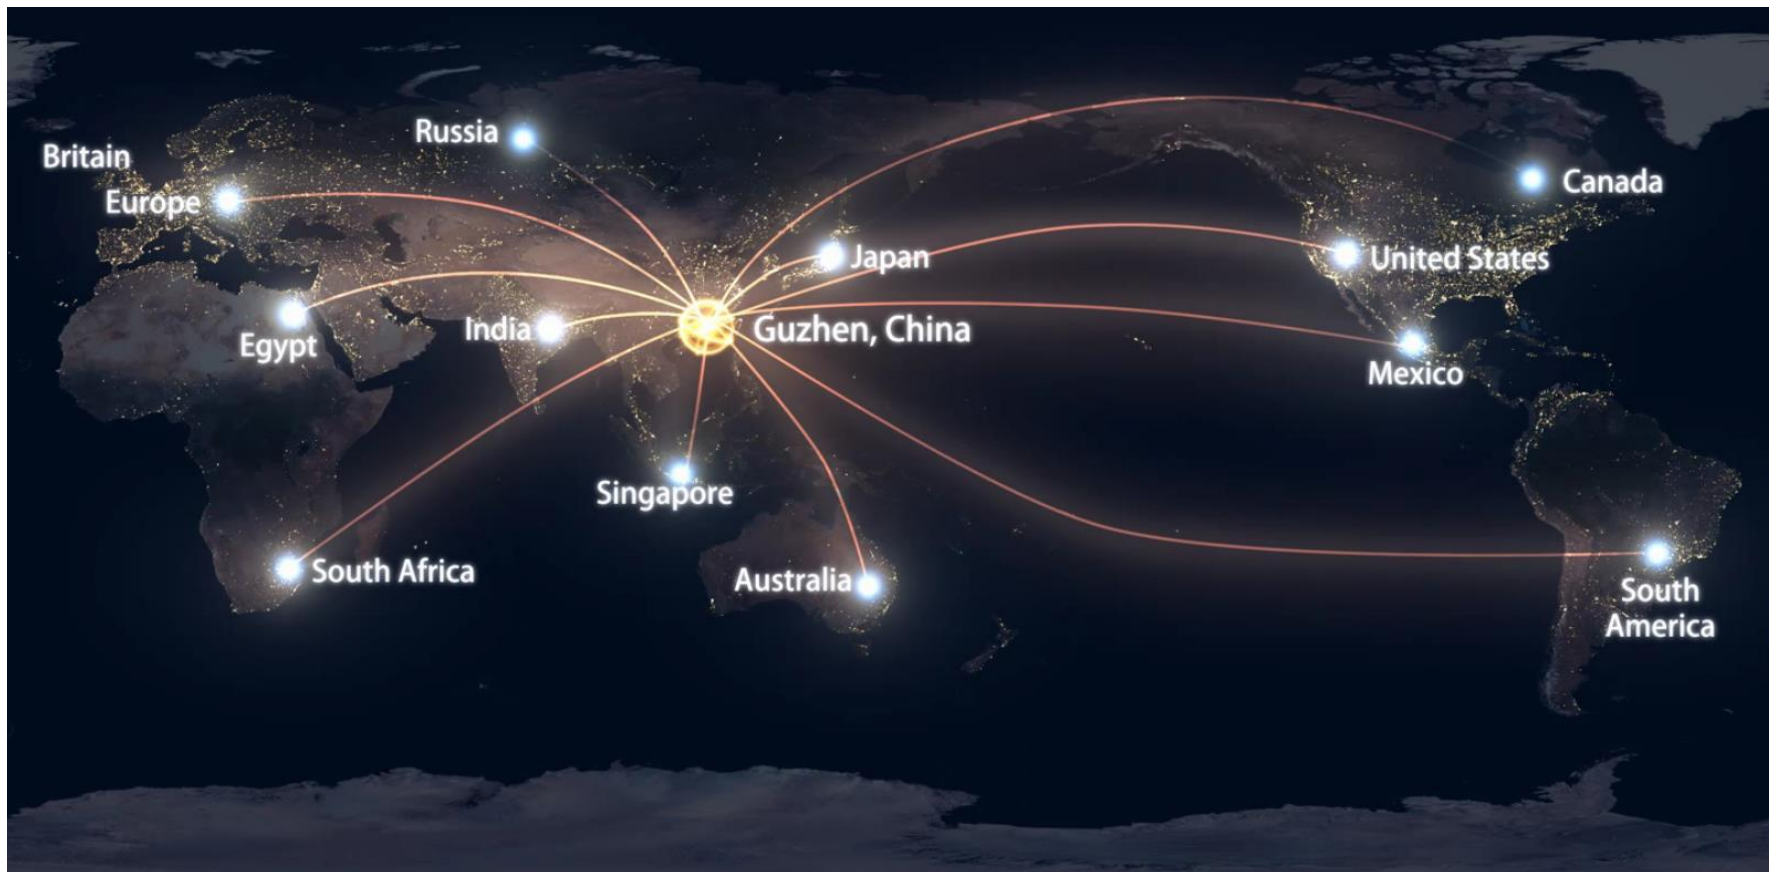 Russia
Britain
Europe
Canada
Japan
United States
Egypt
India
Guzhen, China
Mexico
Singapore
South Africa
Australia
South
America